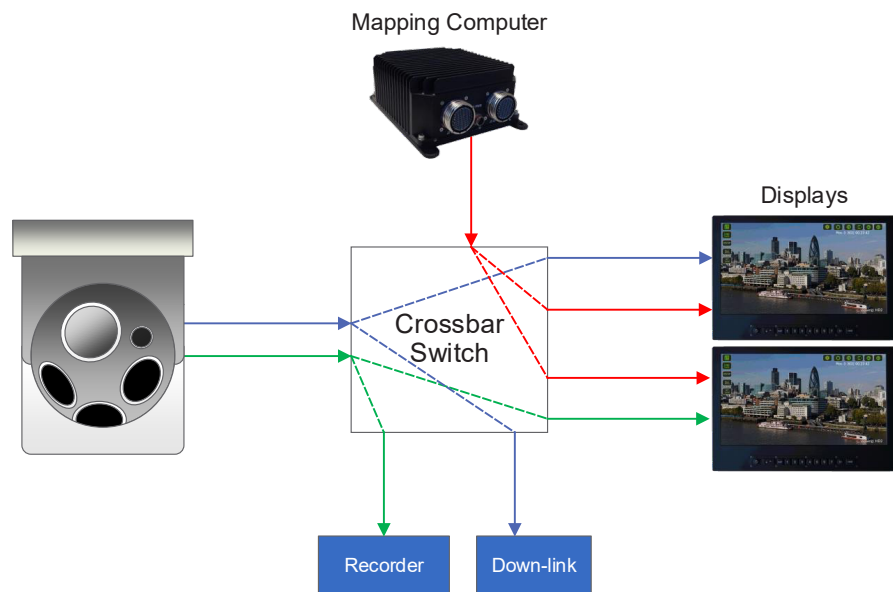 Mapping Computer
Displays
Crossbar
Switch
Recorder
Down-link